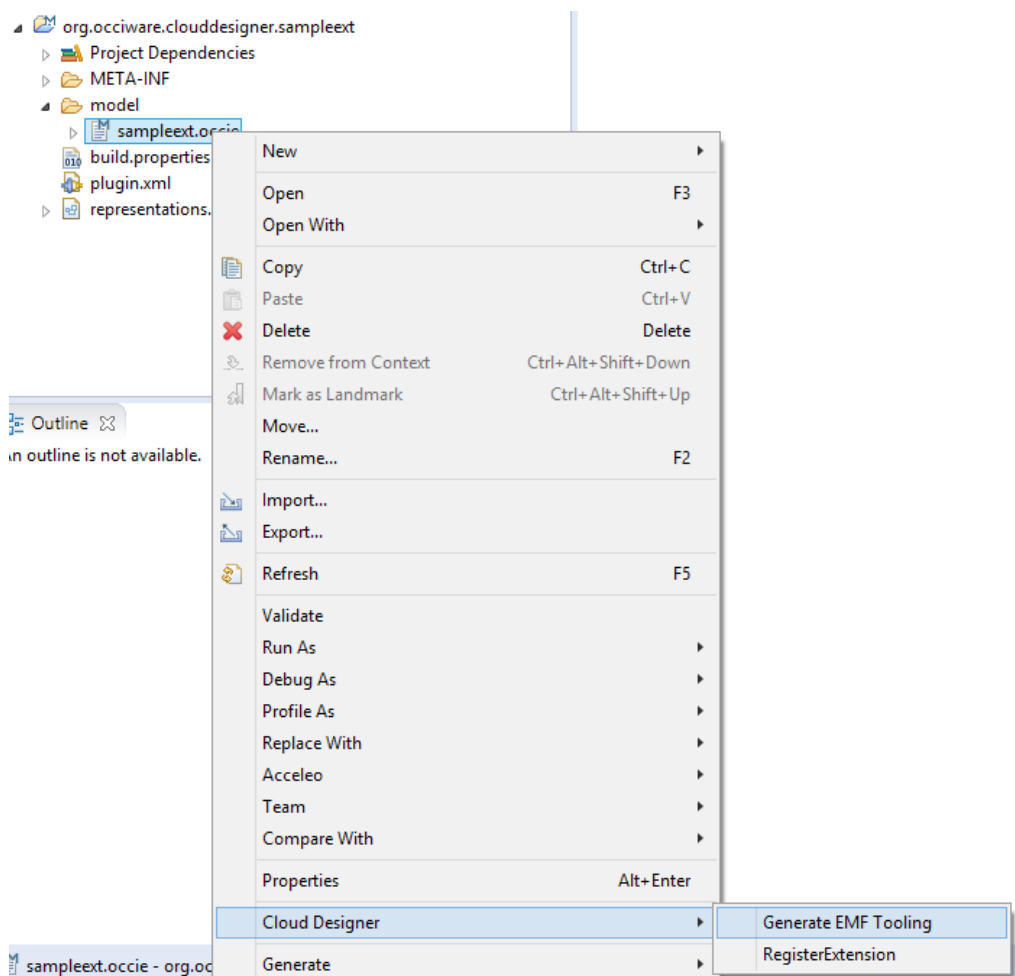 org.occiware.clouddesigner.sampleext
Project Dependencies
META-INF
model
sampleext.occie
build.properties
plugin.xml
representations.
Outline
An outline is not available.
New
Open F3
Open With
Copy Ctrl+C
Paste Ctrl+V
Delete Delete
Remove from Context Ctrl+Alt+Shift+Down
Mark as Landmark Ctrl+Alt+Shift+Up
Move...
Rename... F2
Import...
Export...
Refresh F5
Validate
Run As
Debug As
Profile As
Replace With
Acceleo
Team
Compare With
Properties Alt+Enter
Cloud Designer
Generate
Generate EMF Tooling
RegisterExtension
sampleext.occie - org.oc